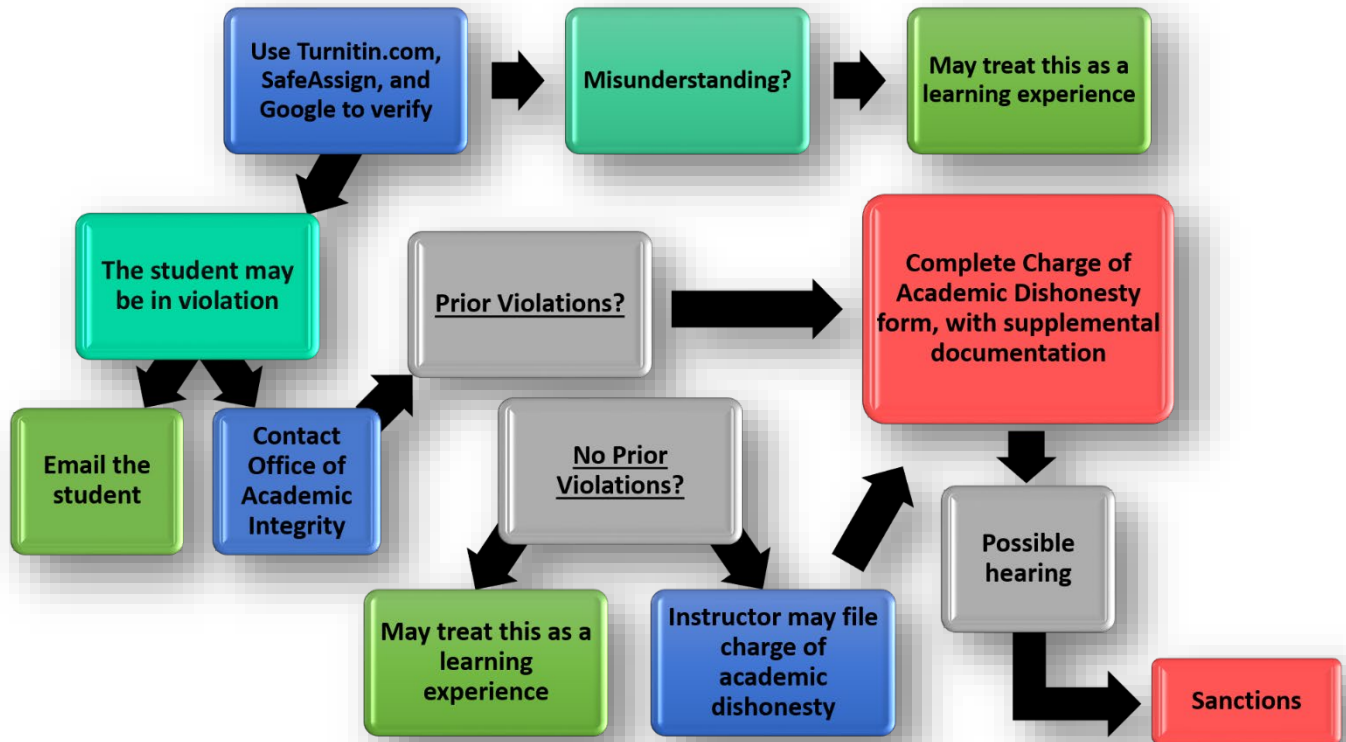 Use Turnitin.com,
SafeAssign, and
Google to verify
Misunderstanding?
May treat this as a
learning experience
The student may
be in violation
Prior Violations?
Complete Charge of
Academic Dishonesty
form, with supplemental
documentation
Email the
student
Contact
Office of
Academic
Integrity
No Prior
Violations?
Possible
hearing
May treat this as a
learning
experience
Instructor may file
charge of
academic
dishonesty
Sanctions